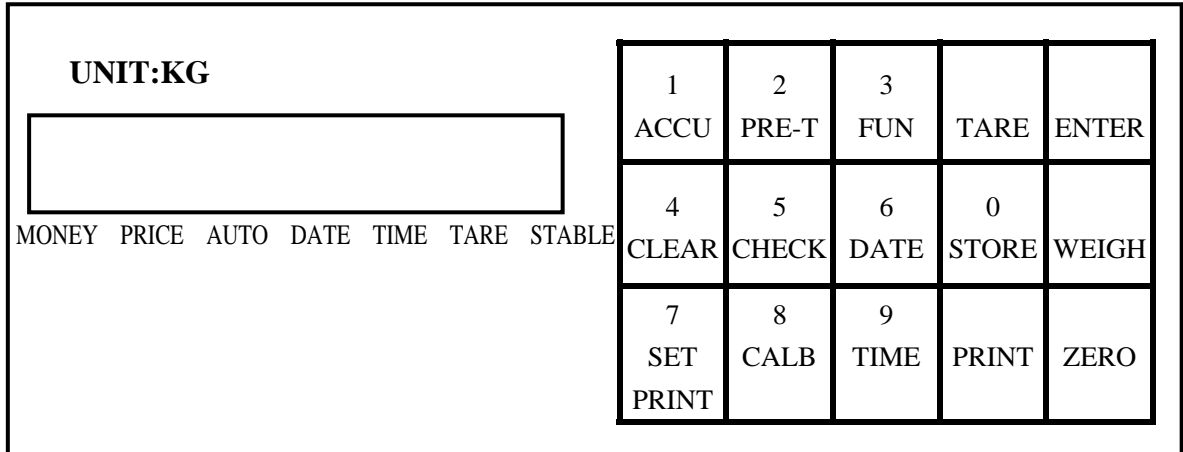 UNIT:KG
MONEY PRICE AUTO DATE TIME TARE STABLE
1 2 3
ACCU PRE-T FUN TARE ENTER
4 5 6 0
CLEAR CHECK DATE STORE WEIGH
7 8 9
SET CALB TIME PRINT ZERO
PRINT